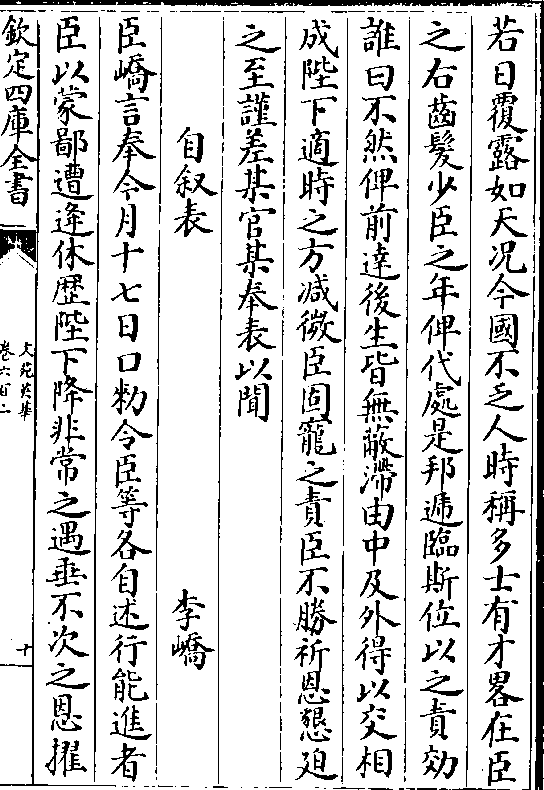 若日覆露如天况今國不乏人時稱多士有才畧在臣
之右齒髮少臣之年俾代處是邦遞臨斯位以之責効
誰曰不然俾前達後生皆無蔽滯由中及外得以交相
成陛下適時之方減微臣固寵之責臣不勝祈恩懇迫
之至謹差某官某奉表以聞
自叙表 李嶠
臣嶠言奉今月十七日口勑令臣等各自述行能進者
臣以蒙鄙遭逄休歴陛下降非常之遇垂不次之恩擢
欽定四庫全書
文苑英華
卷六百二
十